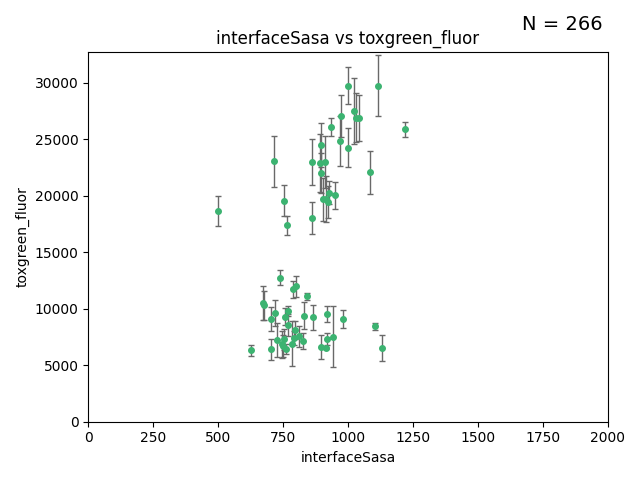 N = 266
interfaceSasa vs toxgreen_fluor
30000
25000
20000
15000
10000
5000
0
toxgreen_fluor
0 250 500 750 1000 1250 1500 1750 2000
interfaceSasa